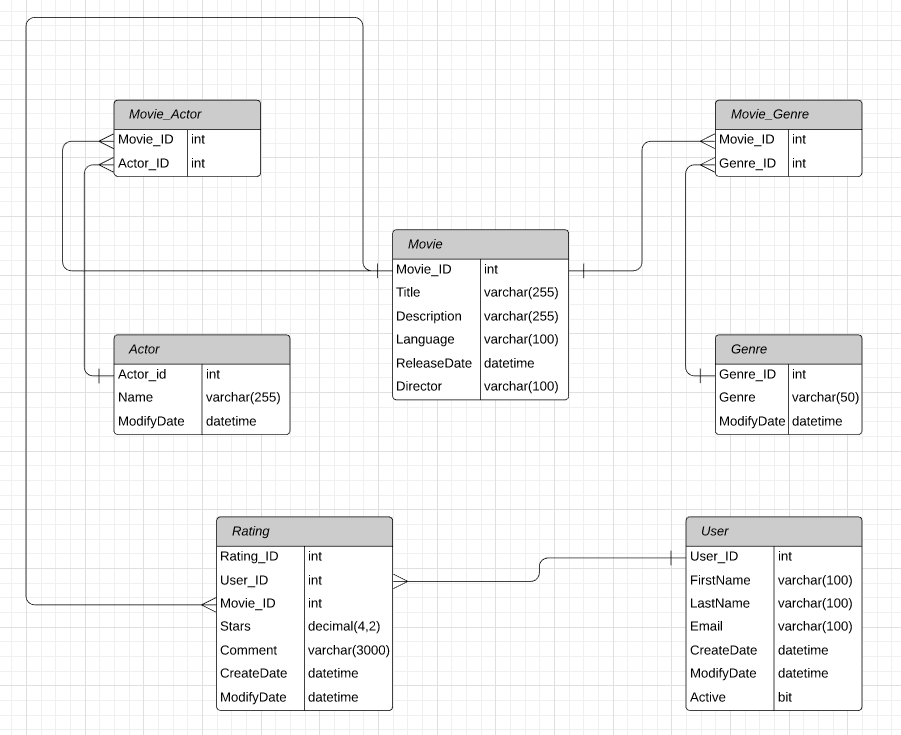 Movie_Actor
Movie_ID int
Actor_ID int
Movie_Genre
Movie_ID int
Genre_ID int
Movie
Movie_ID int
Title varchar(255)
Description varchar(255)
Language varchar(100)
ReleaseDate datetime
Director varchar(100)
Actor
Actor_id int
Name varchar(255)
ModifyDate datetime
Genre
Genre_ID int
Genre varchar(50)
ModifyDate datetime
Rating
Rating_ID int
User_ID int
Movie_ID int
Stars decimal(4,2)
Comment varchar(3000)
CreateDate datetime
ModifyDate datetime
User
User_ID int
FirstName varchar(100)
LastName varchar(100)
Email varchar(100)
CreateDate datetime
ModifyDate datetime
Active bit